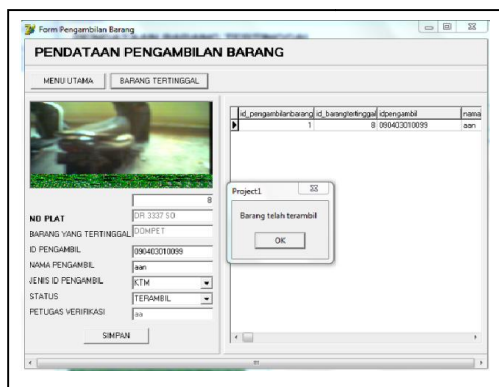 Form Pengambilan Barang
PENDATAAN PENGAMBILAN BARANG
MENU UTAMA
BARANG TERTINGGAL
8
NO PLAT
DR 3337 SO
BARANG YANG TERTINGGAL
DOMPET
ID PENGAMBIL
090403010099
NAMA PENGAMBIL
aan
JENIS ID PENGAMBIL
KTM
STATUS
TERAMBIL
PETUGAS VERIFIKASI
aa
SIMPAN
id_pengambilanbarang id_barangtertinggal idpengambil nama
1 8 090403010099 aan
Project1
Barang telah terambil
OK